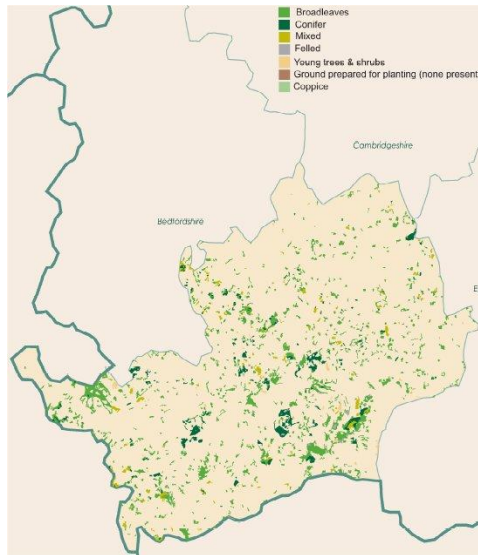 Broadleaves
Conifer
Mixed
Felled
Young trees & shrubs
Ground prepared for planting (none present
Coppice
Cambridgeshire
Bedfordshire
E